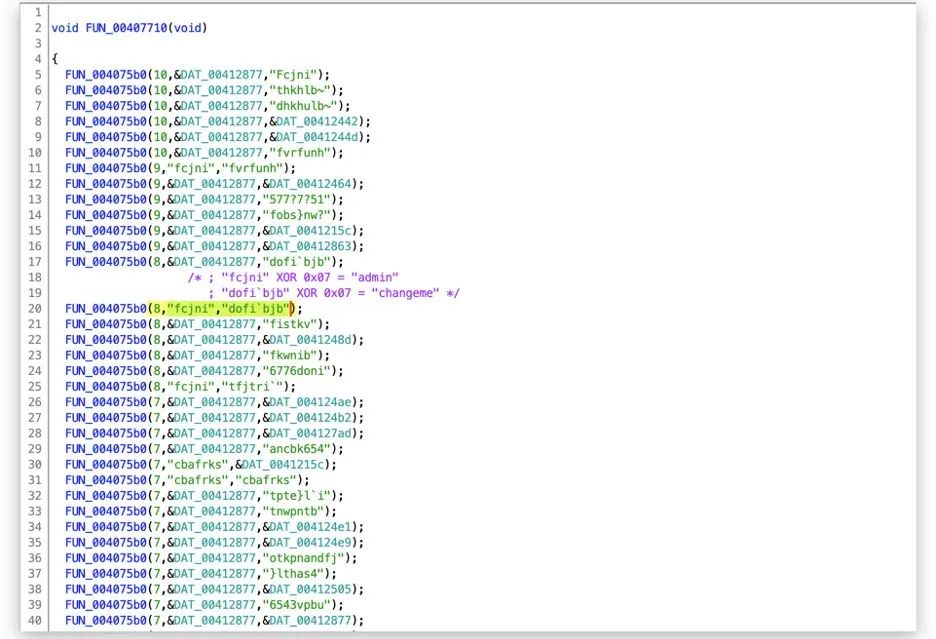 1
2 void FUN_00407710(void)
3
4 {
5 FUN_004075b0(10,&DAT_00412877,"Fcjni");
6 FUN_004075b0(10,&DAT_00412877,"thkhlb~");
7 FUN_004075b0(10,&DAT_00412877,"dhkhulb~");
8 FUN_004075b0(10,&DAT_00412877,&DAT_00412442);
9 FUN_004075b0(10,&DAT_00412877,&DAT_0041244d);
10 FUN_004075b0(10,&DAT_00412877,"fvrfunh");
11 FUN_004075b0(9,"fcjni","fvrfunh");
12 FUN_004075b0(9,&DAT_00412877,&DAT_00412464);
13 FUN_004075b0(9,&DAT_00412877,"577?7?51");
14 FUN_004075b0(9,&DAT_00412877,"fobs}nw?");
15 FUN_004075b0(9,&DAT_00412877,&DAT_0041215c);
16 FUN_004075b0(9,&DAT_00412877,&DAT_00412863);
17 FUN_004075b0(8,&DAT_00412877,"dofi`bjb");
18 /* ; "fcjni" XOR 0x07 = "admin"
19 ; "dofi`bjb" XOR 0x07 = "changeme" */
20 FUN_004075b0(8,"fcjni","dofi`bjb");
21 FUN_004075b0(8,&DAT_00412877,"fistkv");
22 FUN_004075b0(8,&DAT_00412877,&DAT_0041248d);
23 FUN_004075b0(8,&DAT_00412877,"fkwnib");
24 FUN_004075b0(8,&DAT_00412877,"6776doni");
25 FUN_004075b0(8,"fcjni","tfjtri`");
26 FUN_004075b0(7,&DAT_00412877,&DAT_004124ae);
27 FUN_004075b0(7,&DAT_00412877,&DAT_004124b2);
28 FUN_004075b0(7,&DAT_00412877,&DAT_004127ad);
29 FUN_004075b0(7,&DAT_00412877,"ancbk654");
30 FUN_004075b0(7,"cbafrks",&DAT_0041215c);
31 FUN_004075b0(7,"cbafrks","cbafrks");
32 FUN_004075b0(7,&DAT_00412877,"tpte}l`i");
33 FUN_004075b0(7,&DAT_00412877,"tnwpntb");
34 FUN_004075b0(7,&DAT_00412877,&DAT_004124e1);
35 FUN_004075b0(7,&DAT_00412877,&DAT_004124e9);
36 FUN_004075b0(7,&DAT_00412877,"otkpnandfj");
37 FUN_004075b0(7,&DAT_00412877,"}lthas4");
38 FUN_004075b0(7,&DAT_00412877,&DAT_00412505);
39 FUN_004075b0(7,&DAT_00412877,"6543vpbu");
40 FUN_004075b0(7,&DAT_00412877,&DAT_00412877);